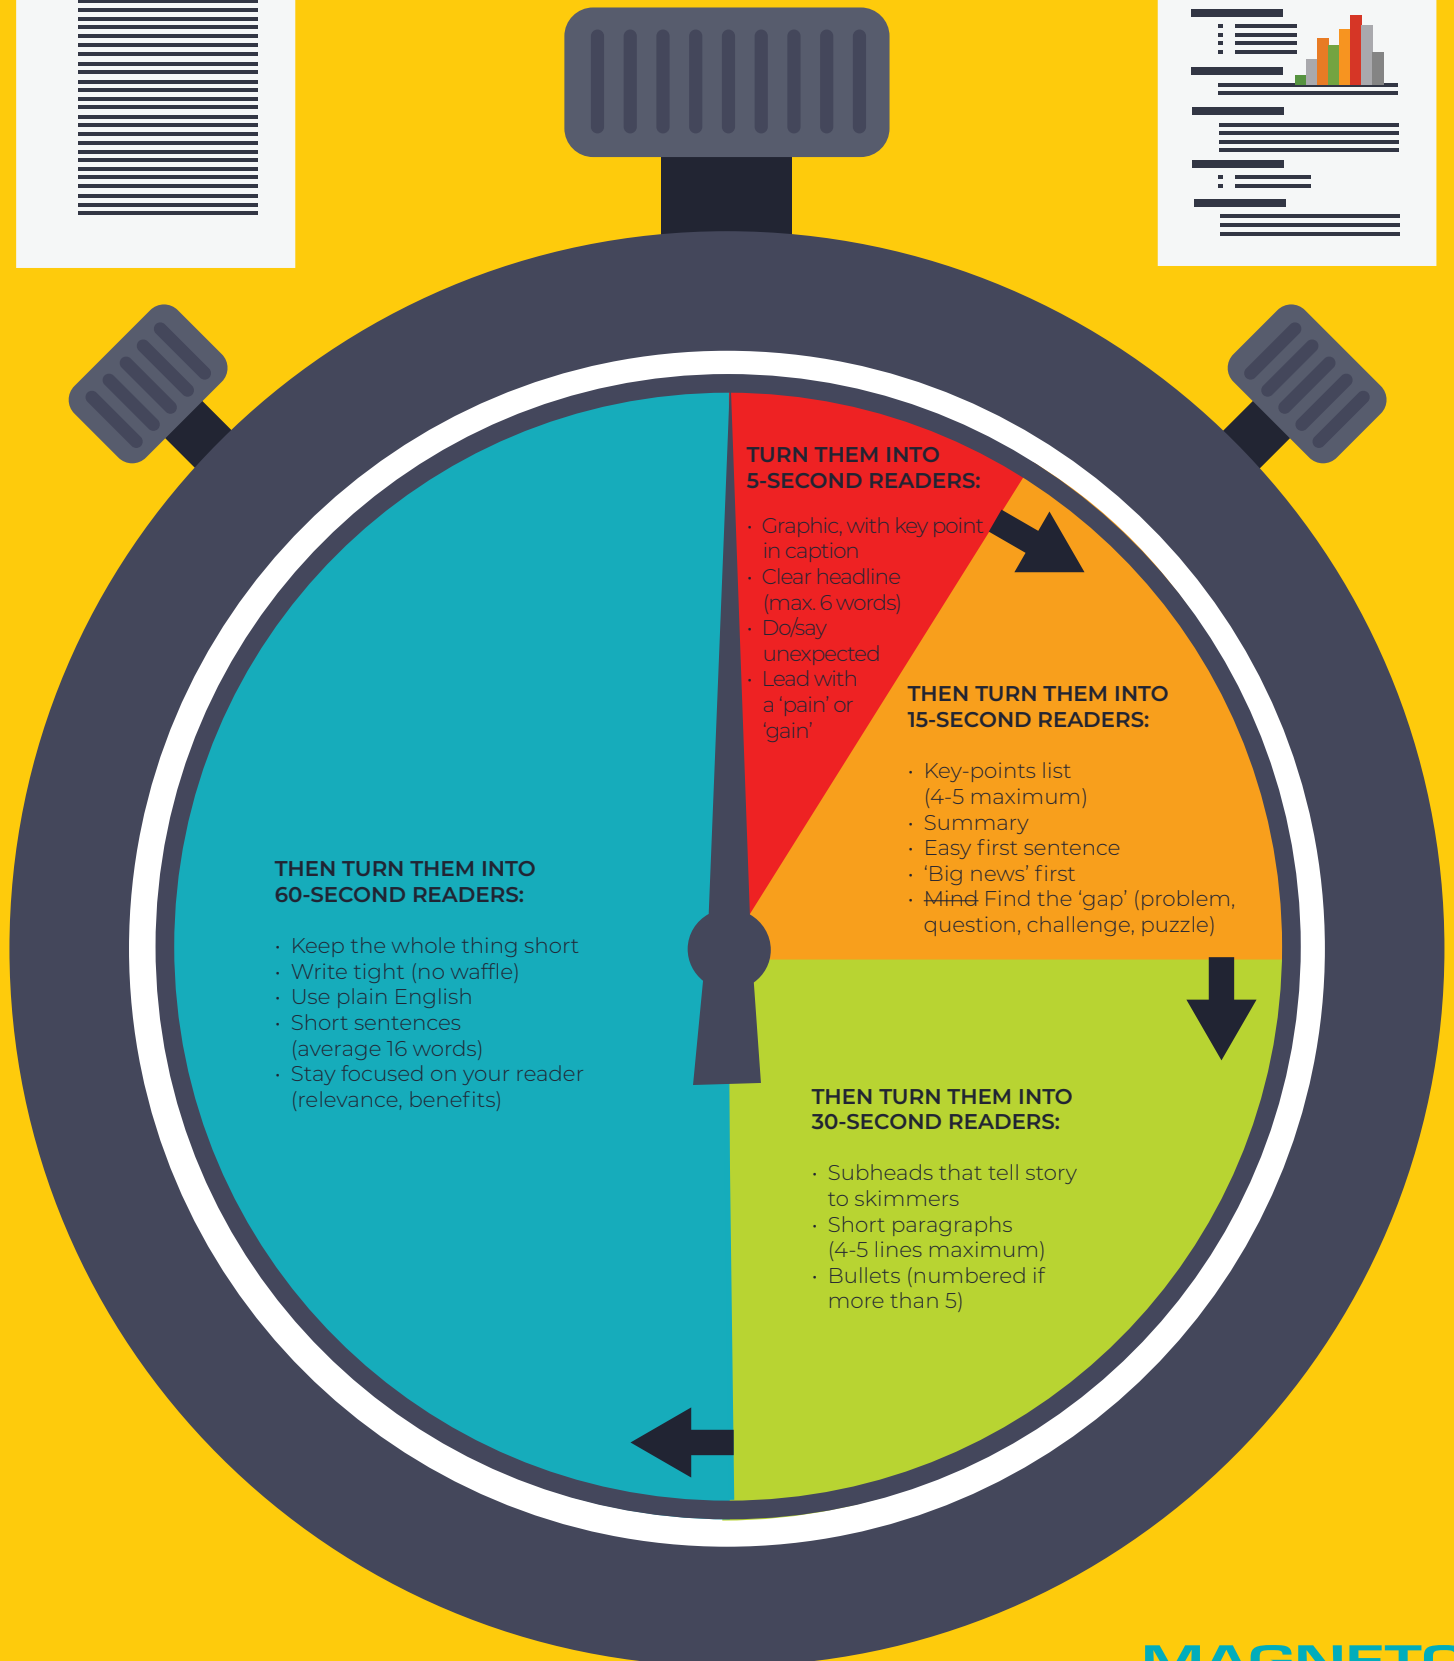 TURN THEM INTO
5-SECOND READERS:
· Graphic, with key point
in caption
· Clear headline
(max. 6 words)
· Do/say
unexpected
· Lead with
a ‘pain’ or
‘gain’
THEN TURN THEM INTO
15-SECOND READERS:
· Key-points list
(4-5 maximum)
· Summary
· Easy first sentence
· ‘Big news’ first
· Mind Find the ‘gap’ (problem,
question, challenge, puzzle)
THEN TURN THEM INTO
30-SECOND READERS:
· Subheads that tell story
to skimmers
· Short paragraphs
(4-5 lines maximum)
· Bullets (numbered if
more than 5)
THEN TURN THEM INTO
60-SECOND READERS:
· Keep the whole thing short
· Write tight (no waffle)
· Use plain English
· Short sentences
(average 16 words)
· Stay focused on your reader
(relevance, benefits)